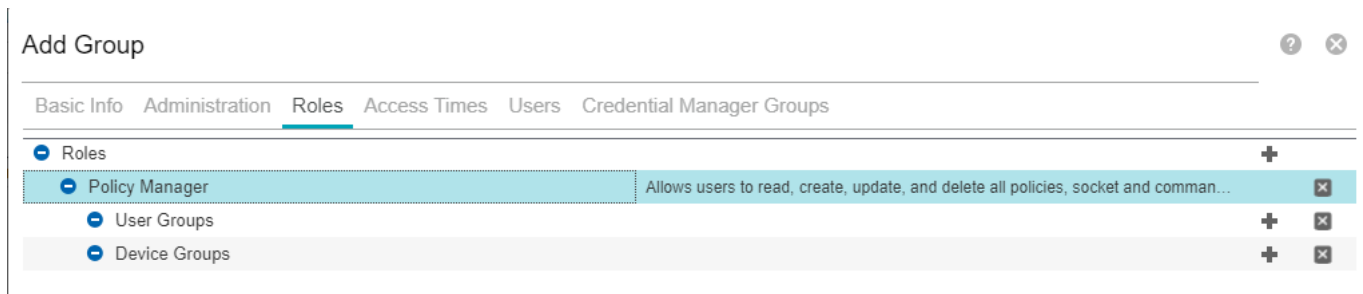 Add Group
Basic Info Administration Roles Access Times Users Credential Manager Groups
Roles
Policy Manager Allows users to read, create, update, and delete all policies, socket and comman...
User Groups
Device Groups